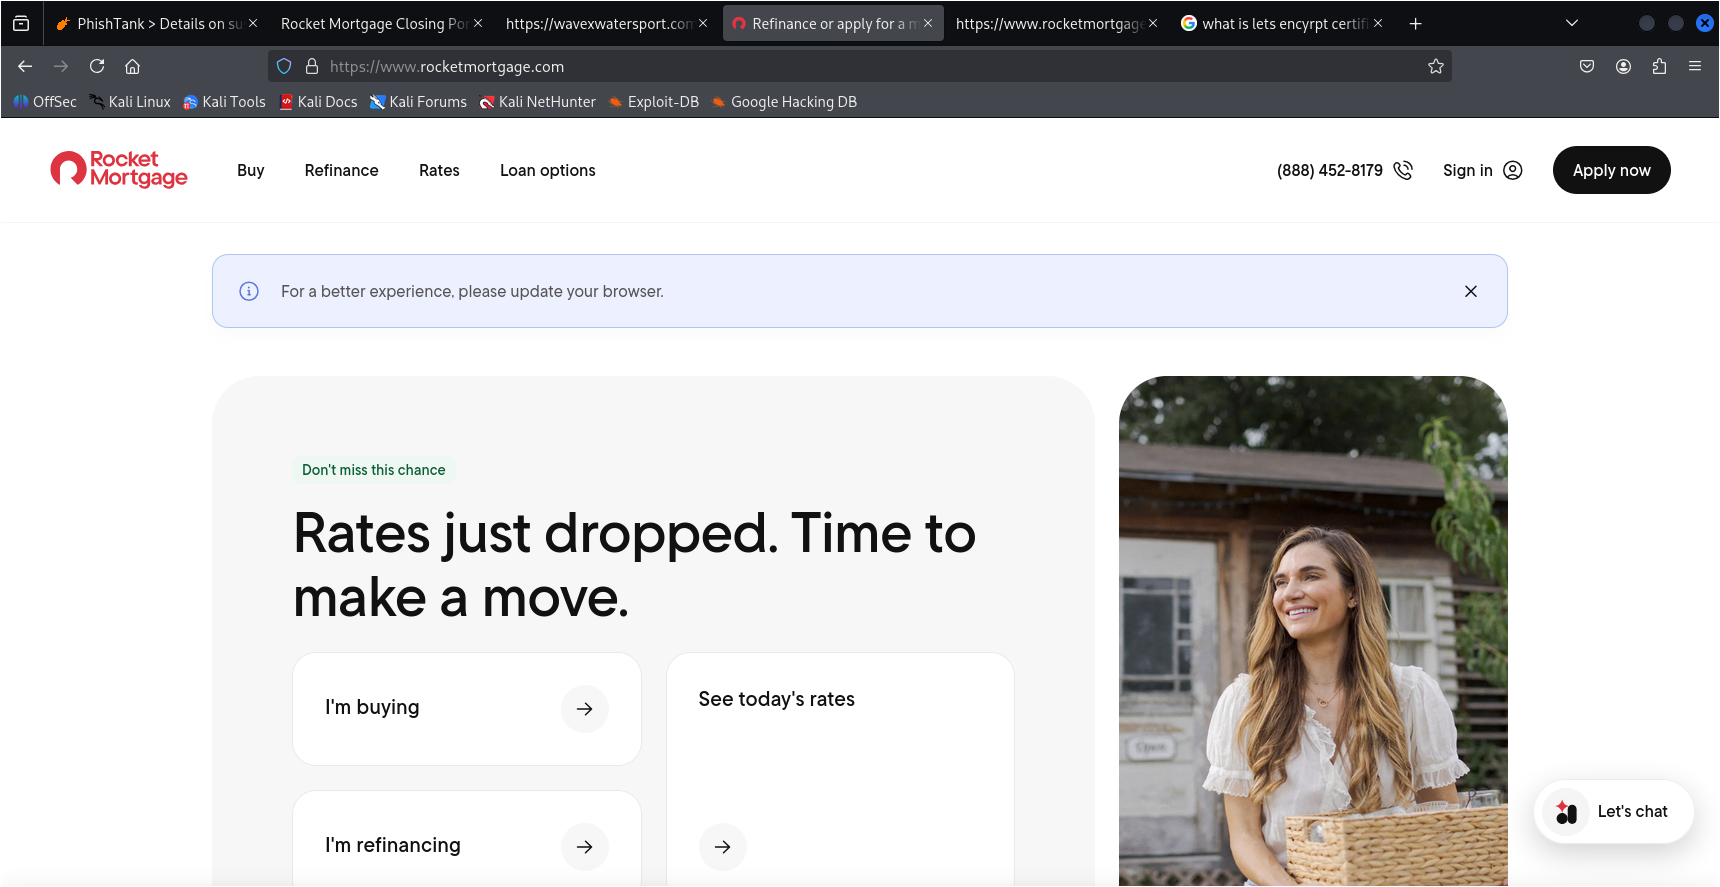 PhishTank > Details on su
Rocket Mortgage Closing Por
https://wavexwatersport.com
Refinance or apply for a m
https://www.rocketmortgage
what is lets encyrpt certifi
https://www.rocketmortgage.com
OffSec
Kali Linux
Kali Tools
Kali Docs
Kali Forums
Kali NetHunter
Exploit-DB
Google Hacking DB
Rocket
Mortgage
Buy
Refinance
Rates
Loan options
(888) 452-8179
Sign in
Apply now
For a better experience, please update your browser.
Don't miss this chance
Rates just dropped. Time to
make a move.
I'm buying
See today's rates
I'm refinancing
Open
Let's chat